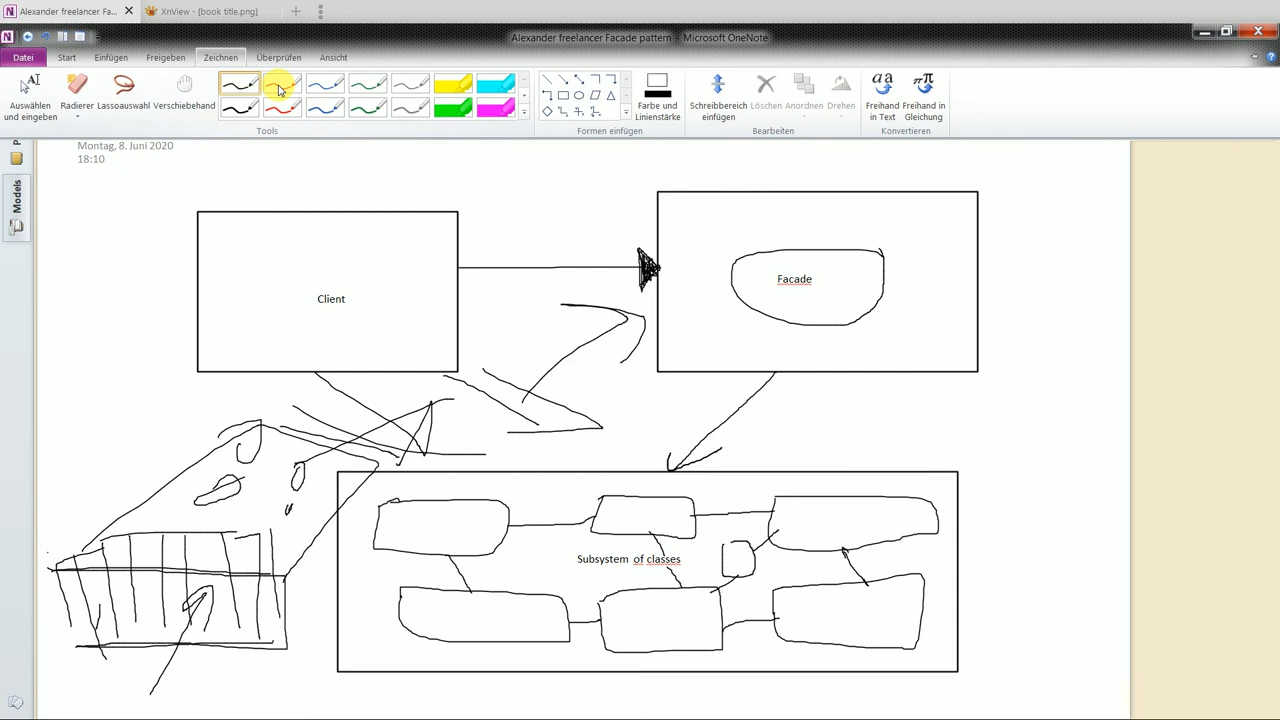 Alexander freelancer Fa...
XnView - [book title.png]
Alexander freelancer Facade pattern - Microsoft OneNote
Datei
Start
Einfügen
Freigeben
Zeichnen
Überprüfen
Ansicht
Auswählen und eingeben
Radierer
Lassoauswahl
Verschiebehand
Farbe und Linienstärke
Schreibbereich einfügen
Löschen
Anordnen
Drehen
Freihand in Text
Freihand in Gleichung
Tools
Formen einfügen
Bearbeiten
Konvertieren
Montag, 8. Juni 2020
18:10
Models
Facade
Client
Subsystem of classes